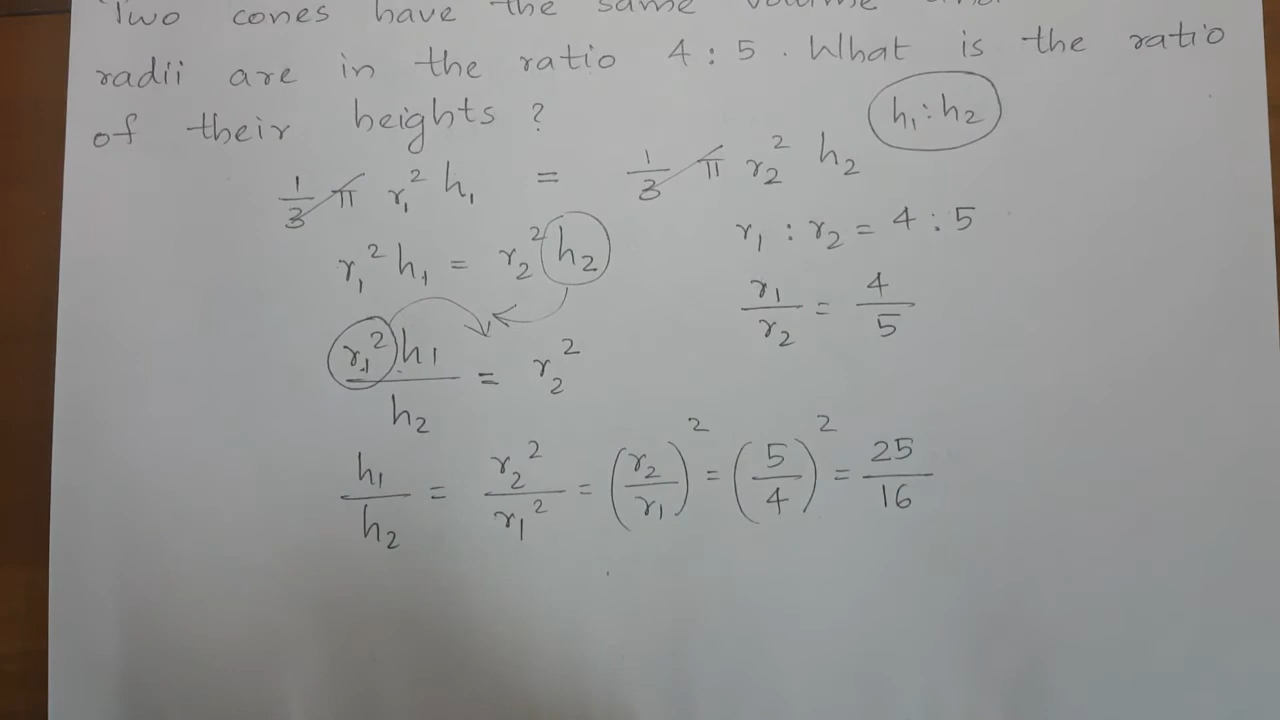 Two cones have the same volume and
radii are in the ratio 4 : 5 . What is the ratio
of their heights ?
h₁ : h₂
1/3 π r₁² h₁ = 1/3 π r₂² h₂
r₁² h₁ = r₂² h₂
r₁ : r₂ = 4 : 5
r₁/r₂ = 4/5
r₁² h₁/h₂ = r₂²
h₁/h₂ = r₂²/r₁² = (r₂/r₁)² = (5/4)² = 25/16